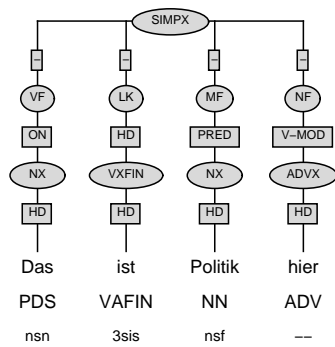 SIMPX
– – – –
VF LK MF NF
ON HD PRED V–MOD
NX VXFIN NX ADVX
HD HD HD HD
Das ist Politik hier
PDS VAFIN NN ADV
nsn 3sis nsf ––